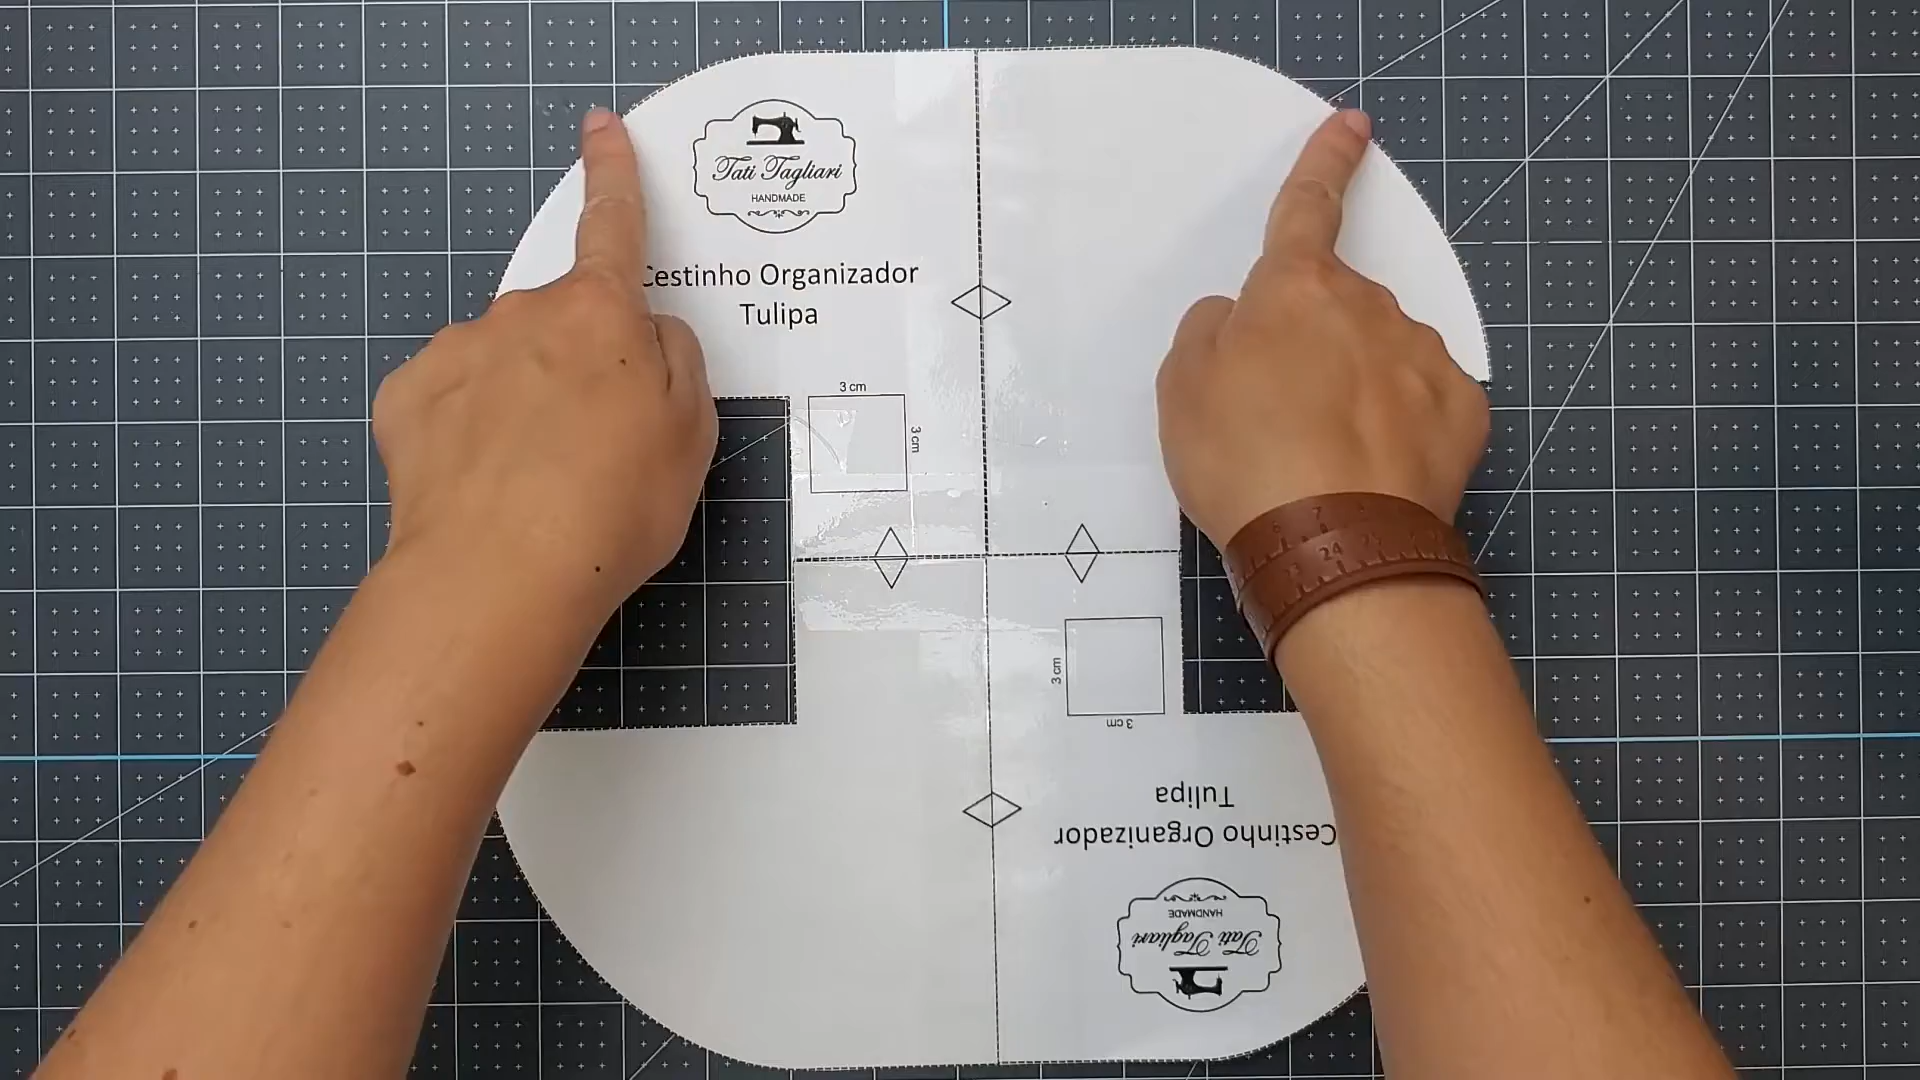 Tati Tagliari
HANDMADE
Cestinho Organizador
Tulipa
3 cm
3 cm
3 cm
3 cm
Tulipa
Cestinho Organizador
HANDMADE
Tati Tagliari
7
24